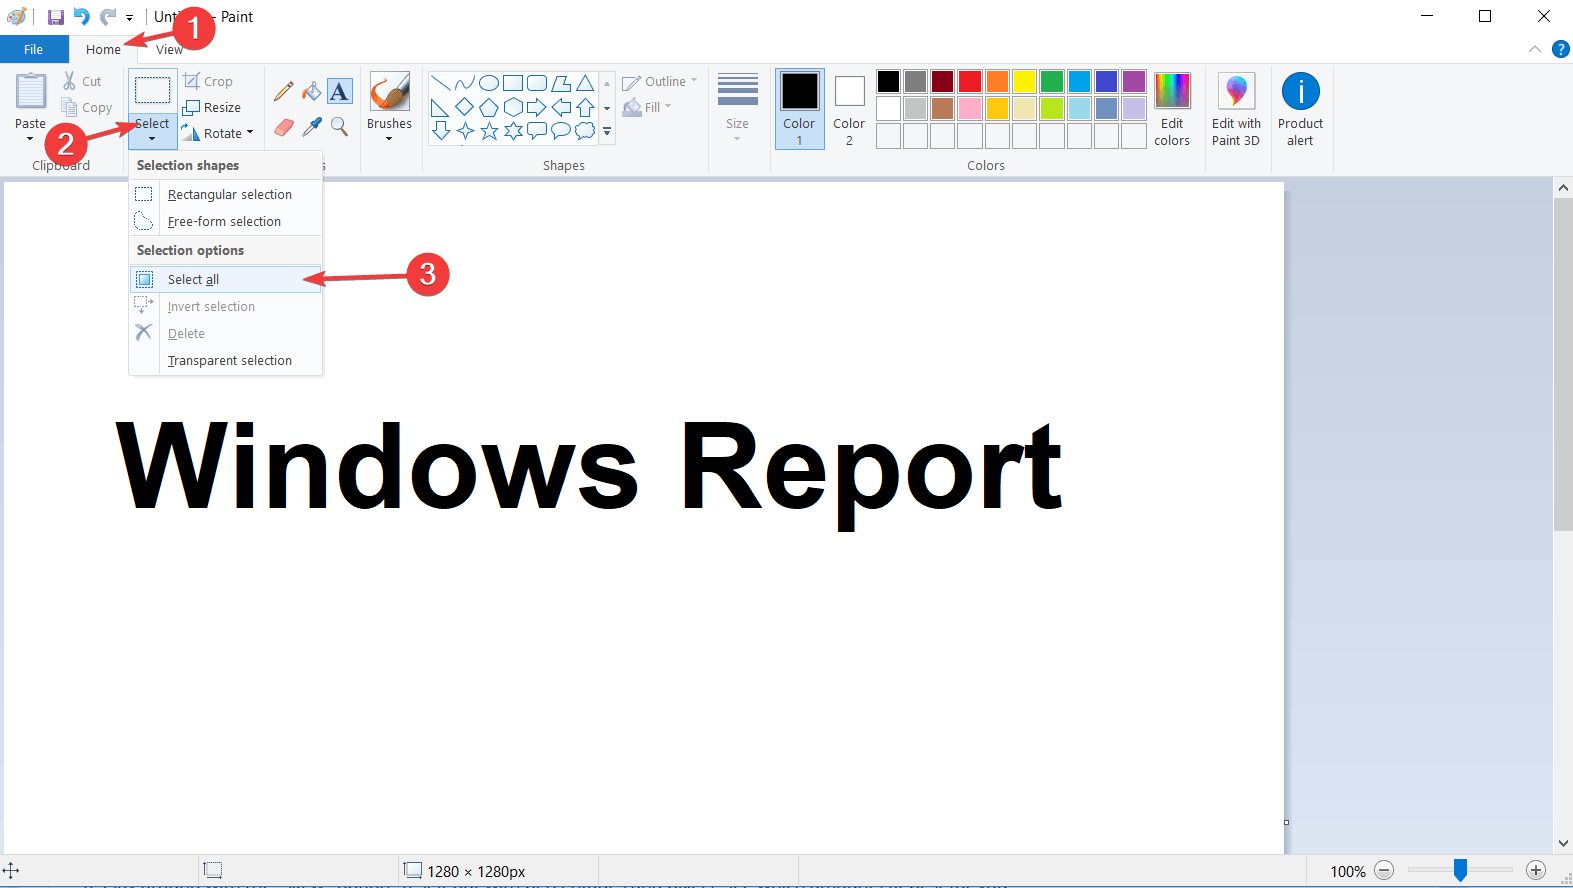 Unti - Paint
1
File
Home
View
Paste
Cut
Copy
Clipboard
2
Select
Crop
Resize
Rotate
A
s
Brushes
Shapes
Outline
Fill
Size
Color
1
Color
2
Colors
Edit
colors
Edit with
Paint 3D
Product
alert
Selection shapes
Rectangular selection
Free-form selection
Selection options
Select all
3
Invert selection
Delete
Transparent selection
Windows Report
1280 × 1280px
100%